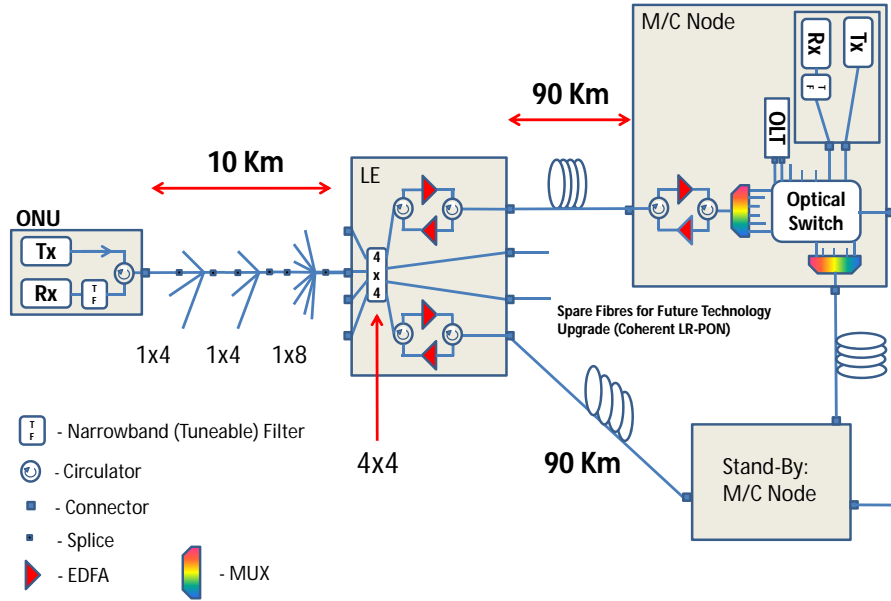 M/C Node
Rx
Tx
T F
90 Km
OLT
10 Km
LE
Optical
Switch
ONU
Tx
Rx
T F
4 x 4
Spare Fibres for Future Technology
Upgrade (Coherent LR-PON)
1x4
1x4
1x8
T F
- Narrowband (Tuneable) Filter
4x4
90 Km
Stand-By:
M/C Node
- Circulator
- Connector
- Splice
- EDFA
- MUX